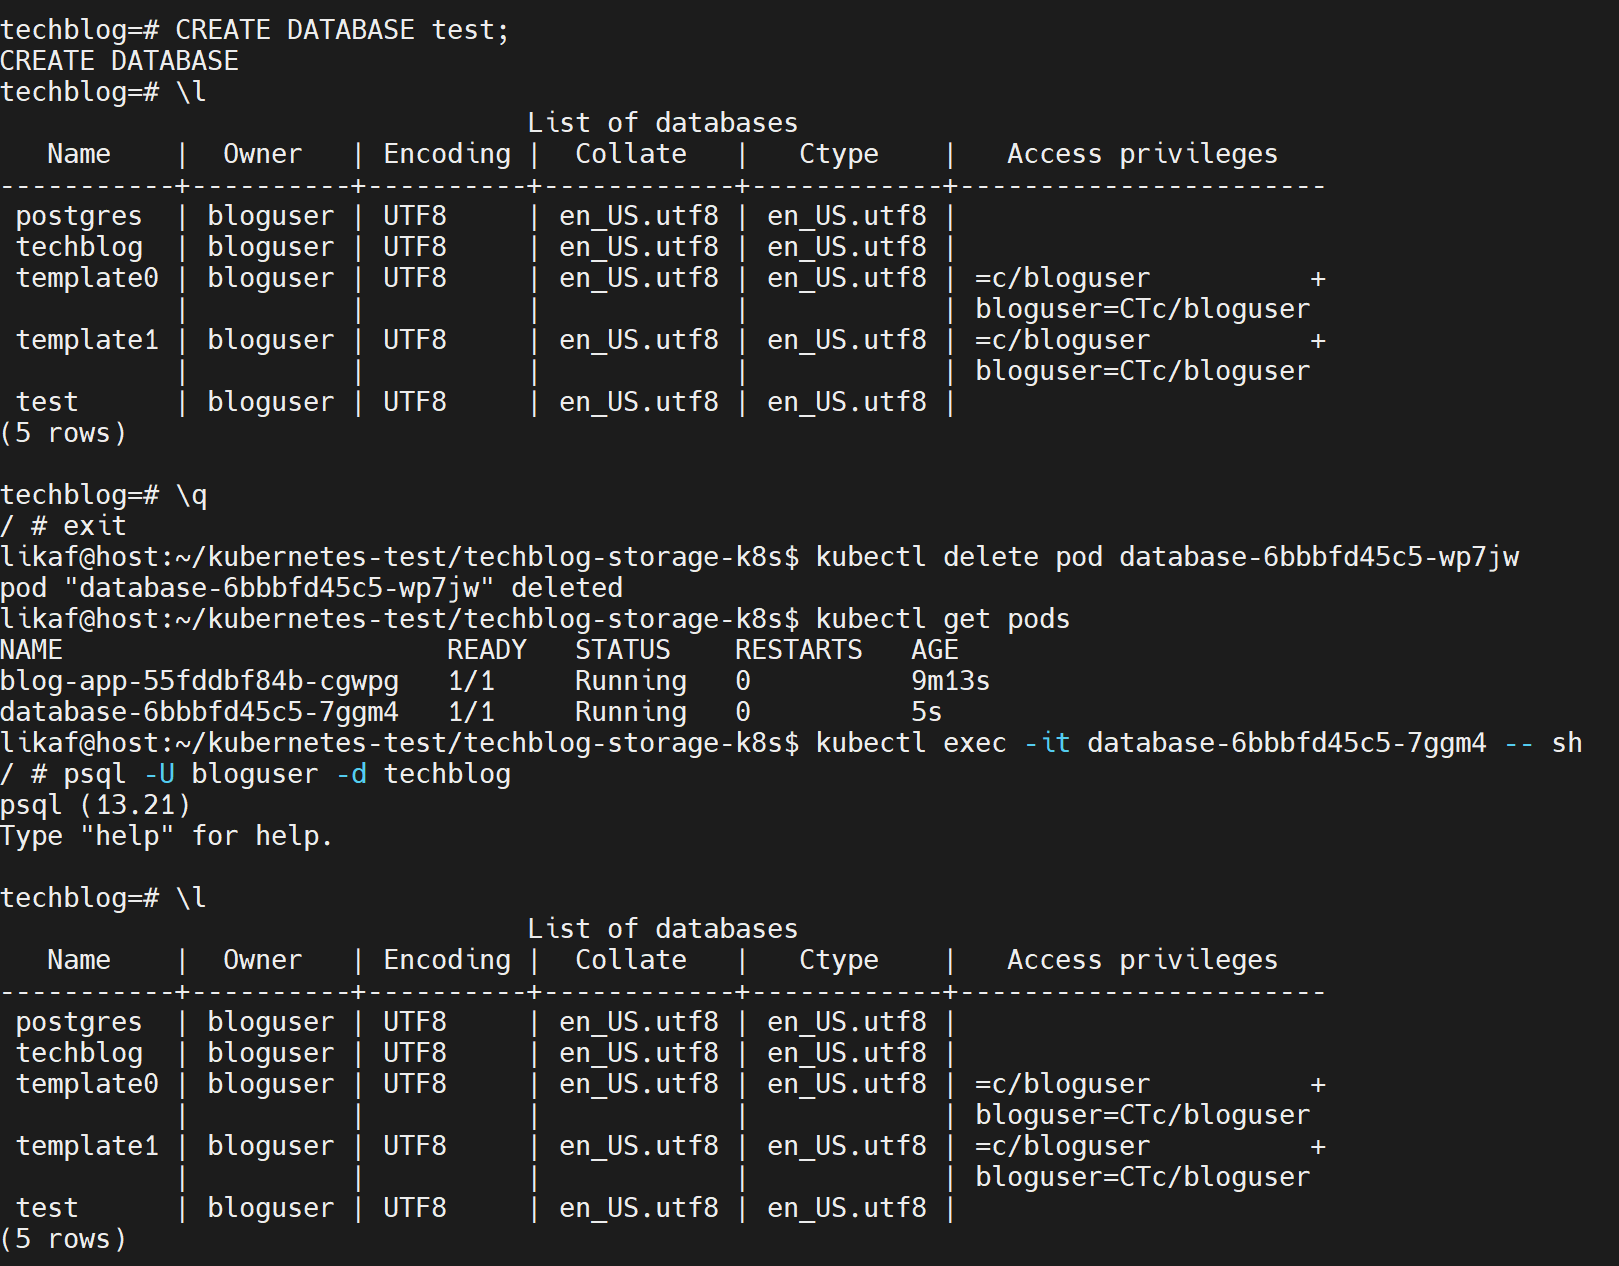 techblog=# CREATE DATABASE test;
CREATE DATABASE
techblog=# \l
                                 List of databases
   Name    |  Owner   | Encoding |  Collate   |   Ctype    |   Access privileges
-----------+----------+----------+------------+------------+-----------------------
 postgres  | bloguser | UTF8     | en_US.utf8 | en_US.utf8 |
 techblog  | bloguser | UTF8     | en_US.utf8 | en_US.utf8 |
 template0 | bloguser | UTF8     | en_US.utf8 | en_US.utf8 | =c/bloguser          +
           |          |          |            |            | bloguser=CTc/bloguser
 template1 | bloguser | UTF8     | en_US.utf8 | en_US.utf8 | =c/bloguser          +
           |          |          |            |            | bloguser=CTc/bloguser
 test      | bloguser | UTF8     | en_US.utf8 | en_US.utf8 |
(5 rows)

techblog=# \q
/ # exit
likaf@host:~/kubernetes-test/techblog-storage-k8s$ kubectl delete pod database-6bbbfd45c5-wp7jw
pod "database-6bbbfd45c5-wp7jw" deleted
likaf@host:~/kubernetes-test/techblog-storage-k8s$ kubectl get pods
NAME                        READY   STATUS    RESTARTS   AGE
blog-app-55fddbf84b-cgwpg   1/1     Running   0          9m13s
database-6bbbfd45c5-7ggm4   1/1     Running   0          5s
likaf@host:~/kubernetes-test/techblog-storage-k8s$ kubectl exec -it database-6bbbfd45c5-7ggm4 -- sh
/ # psql -U bloguser -d techblog
psql (13.21)
Type "help" for help.

techblog=# \l
                                 List of databases
   Name    |  Owner   | Encoding |  Collate   |   Ctype    |   Access privileges
-----------+----------+----------+------------+------------+-----------------------
 postgres  | bloguser | UTF8     | en_US.utf8 | en_US.utf8 |
 techblog  | bloguser | UTF8     | en_US.utf8 | en_US.utf8 |
 template0 | bloguser | UTF8     | en_US.utf8 | en_US.utf8 | =c/bloguser          +
           |          |          |            |            | bloguser=CTc/bloguser
 template1 | bloguser | UTF8     | en_US.utf8 | en_US.utf8 | =c/bloguser          +
           |          |          |            |            | bloguser=CTc/bloguser
 test      | bloguser | UTF8     | en_US.utf8 | en_US.utf8 |
(5 rows)